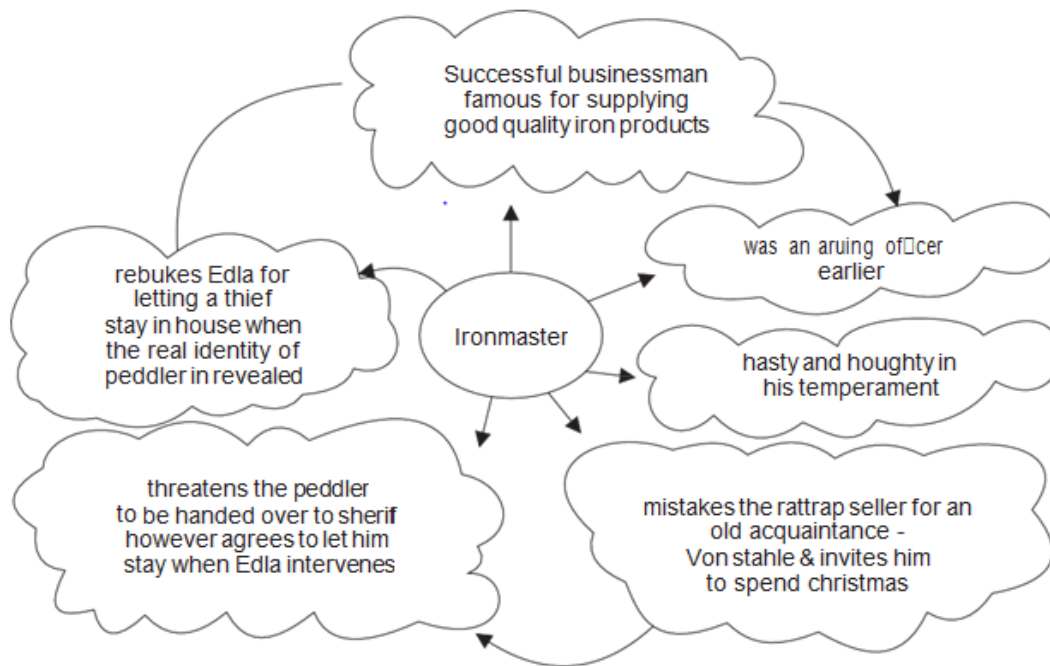 Successful businessman
famous for supplying
good quality iron products
was an aruing of□cer
earlier
rebukes Edla for
letting a thief
stay in house when
the real identity of
peddler in revealed
Ironmaster
hasty and houghty in
his temperament
threatens the peddler
to be handed over to sherif
however agrees to let him
stay when Edla intervenes
mistakes the rattrap seller for an
old acquaintance -
Von stahle & invites him
to spend christmas